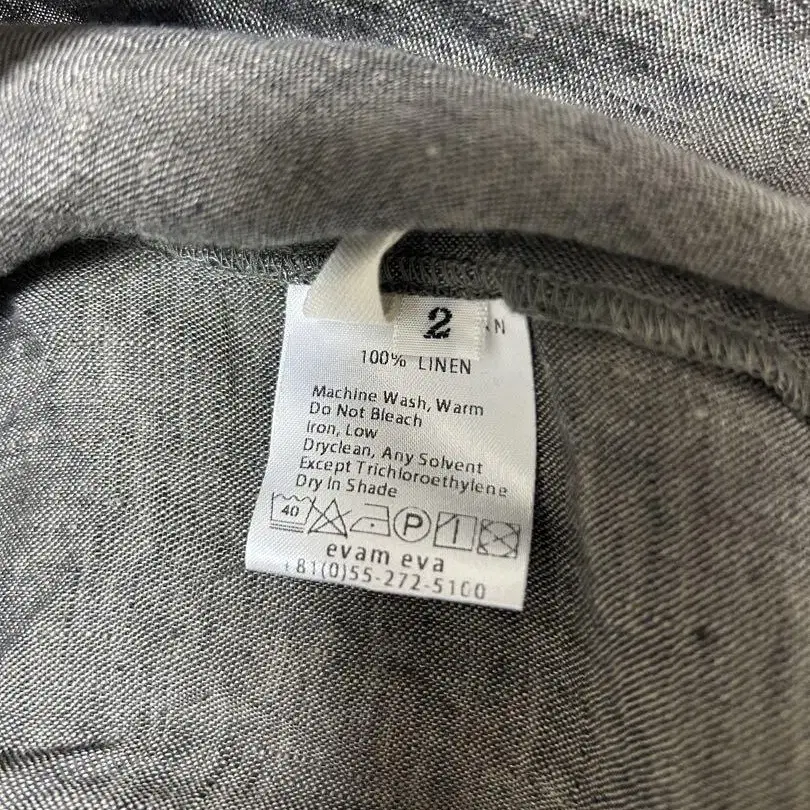 2
100% LINEN
Machine Wash, Warm
Do Not Bleach
Iron, Low
Dryclean, Any Solvent
Except Trichloroethylene
Dry In Shade
40 P
evam eva
+81(0)55-272-5100